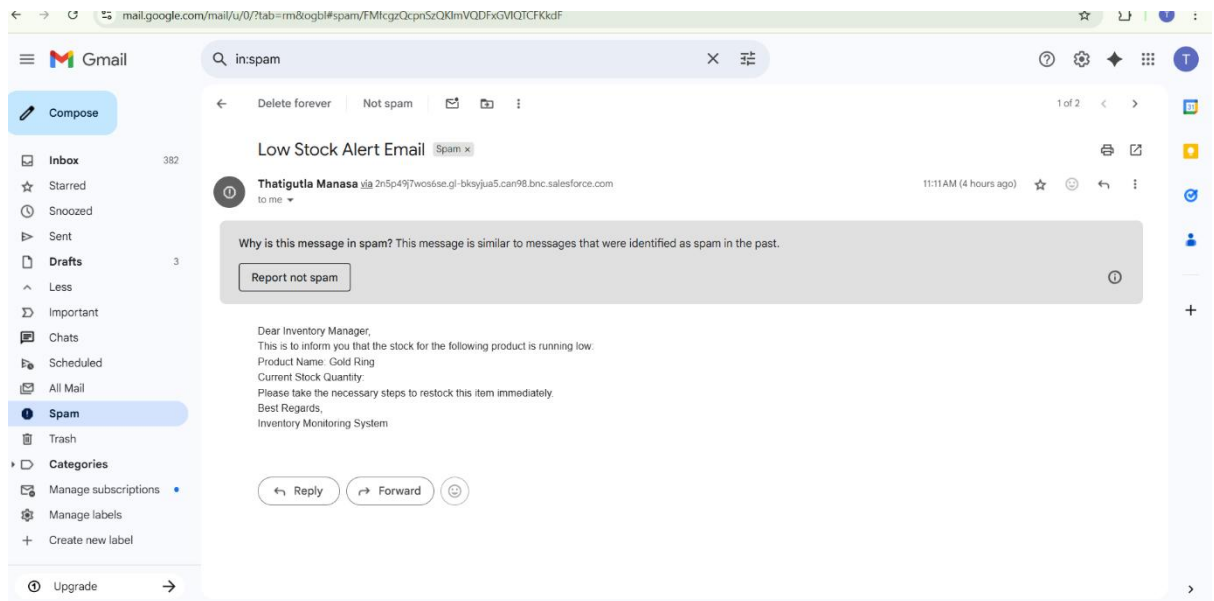 mail.google.com/mail/u/0/?tab=rm&ogbl#spam/FMfcgzQcpnSzQKlmVQDFxGVlQTCFKkdF
Gmail
in:spam
T
Compose
Delete forever Not spam
1 of 2
31
Low Stock Alert Email Spam ×
Inbox 382
Thatigutla Manasa via 2n5p49j7wos6se.gl-bksyjua5.can98.bnc.salesforce.com 11:11 AM (4 hours ago)
to me
Starred
Snoozed
Sent
Drafts 3
Less
Important
Chats
Scheduled
All Mail
Spam
Trash
Categories
Manage subscriptions
Manage labels
Create new label
Upgrade
Why is this message in spam? This message is similar to messages that were identified as spam in the past.
Report not spam
Dear Inventory Manager,
This is to inform you that the stock for the following product is running low:
Product Name: Gold Ring
Current Stock Quantity:
Please take the necessary steps to restock this item immediately.
Best Regards,
Inventory Monitoring System
Reply Forward